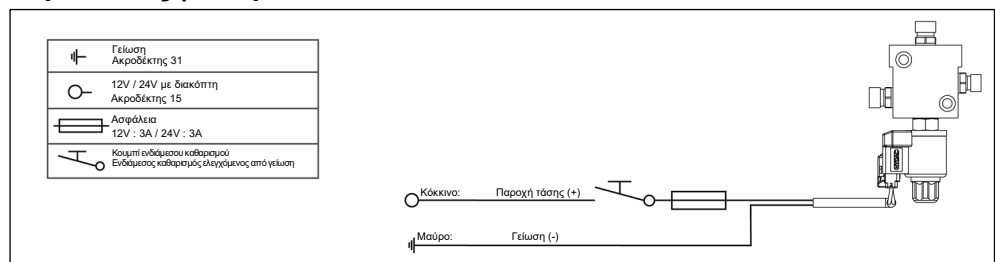 Γείωση
Ακροδέκτης 31
12V / 24V με διακόπτη
Ακροδέκτης 15
Ασφάλεια
12V : 3A / 24V : 3A
Κουμπί ενδιάμεσου καθαρισμού
Ενδιάμεσος καθαρισμός ελεγχόμενος από γείωση
Κόκκινο: Παροχή τάσης (+)
Μαύρο: Γείωση (-)